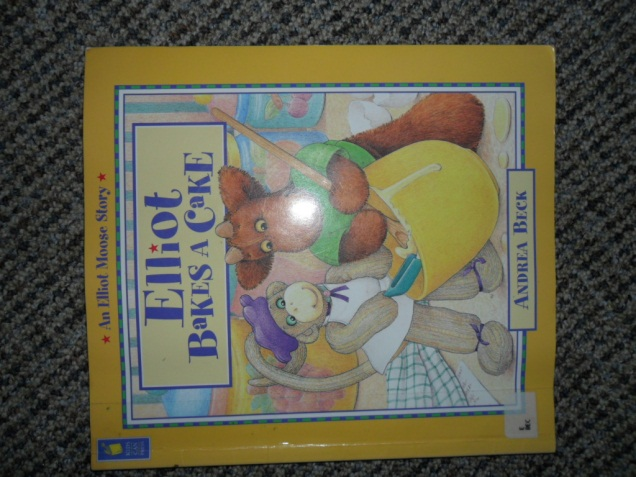 ★ An Elliot Moose Story ★
Elliot
BAKES A CAKE
ANDREA BECK